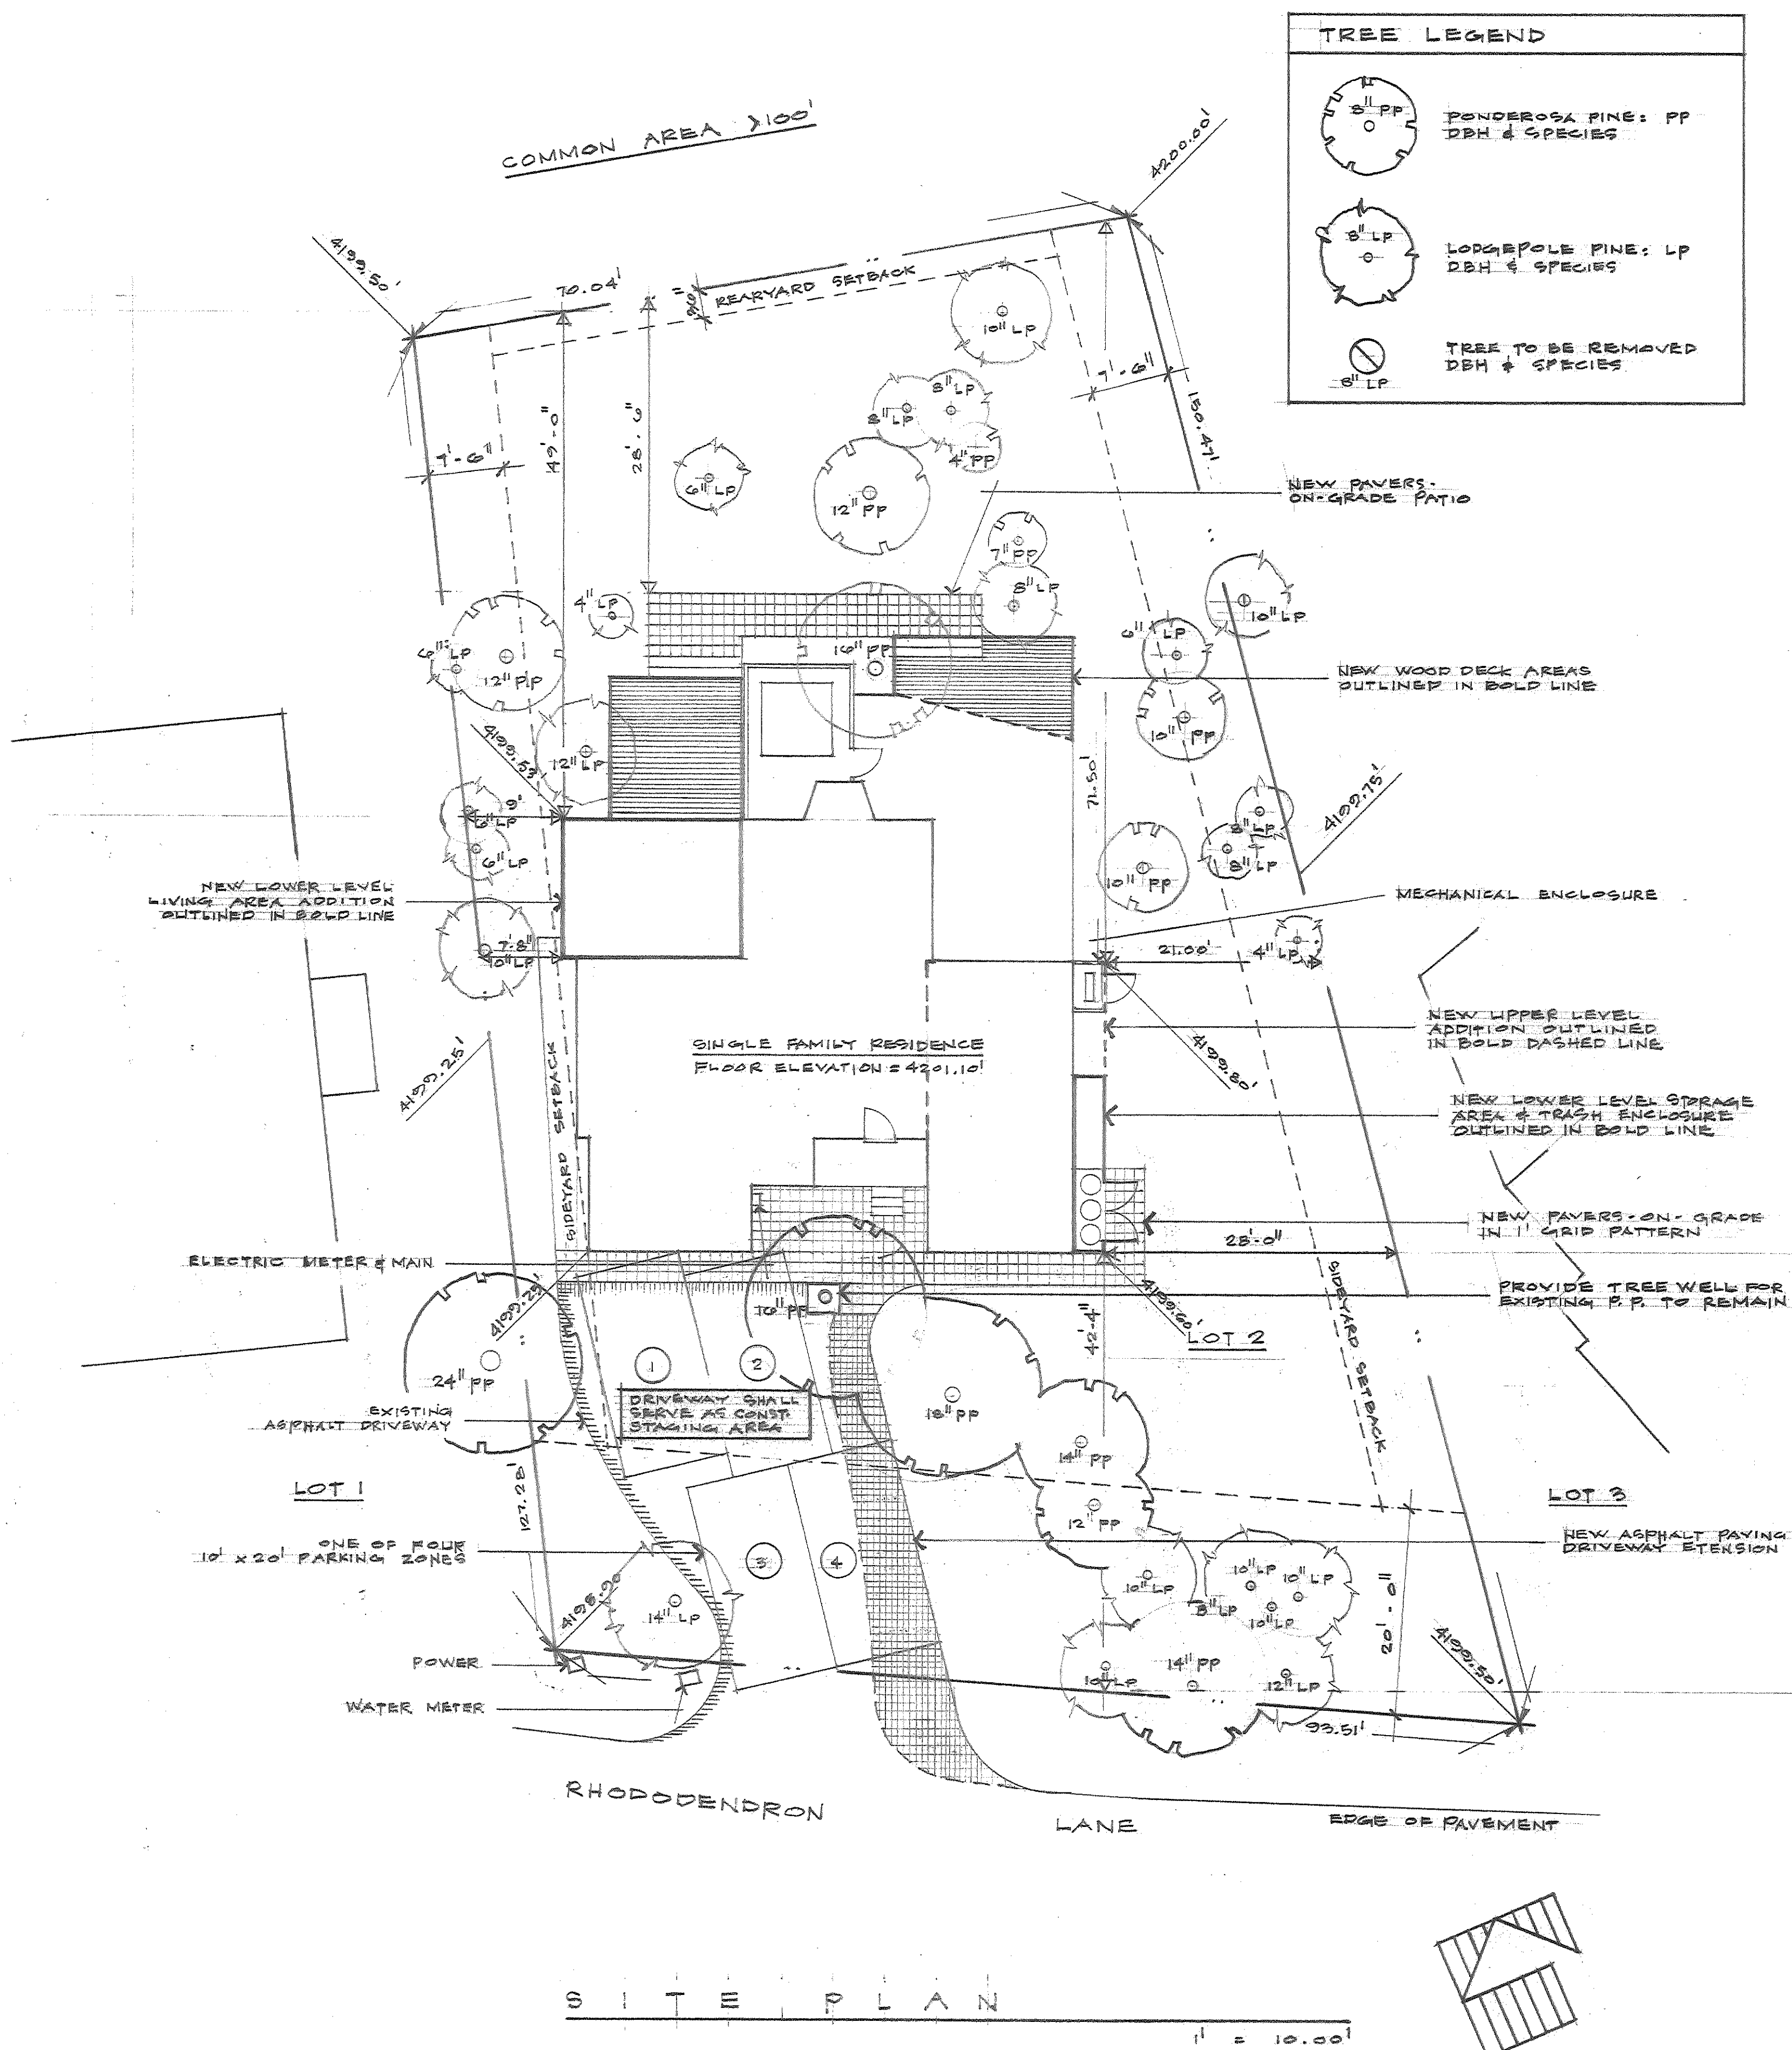 TREE LEGEND
8" PP
PONDEROSA PINE: PP
DBH & SPECIES
8" LP
LODGEPOLE PINE: LP
DBH & SPECIES
8" LP
TREE TO BE REMOVED
DBH & SPECIES
COMMON AREA >100'
4200.00'
4199.50'
70.04'
REARYARD SETBACK
10" LP
7'-6"
150.47'
49'-0"
28'-0"
7'-6"
8" LP
8" LP
4" PP
6" LP
12" PP
NEW PAVERS-
ON-GRADE PATIO
7" PP
8" LP
4" LP
10" LP
6" LP
6" LP
12" PP
16" PP
NEW WOOD DECK AREAS
OUTLINED IN BOLD LINE
10" PP
4199.53'
12" LP
71.50'
4199.75'
9'
6" LP
6" LP
8" LP
8" LP
10" PP
NEW LOWER LEVEL
LIVING AREA ADDITION
OUTLINED IN BOLD LINE
MECHANICAL ENCLOSURE
7'-8"
10" LP
21.00'
4" LP
SINGLE FAMILY RESIDENCE
FLOOR ELEVATION = 4201.10'
NEW UPPER LEVEL
ADDITION OUTLINED
IN BOLD DASHED LINE
4199.25'
4199.80'
SIDEYARD SETBACK
NEW LOWER LEVEL STORAGE
AREA & TRASH ENCLOSURE
OUTLINED IN BOLD LINE
NEW PAVERS-ON-GRADE
IN 1' GRID PATTERN
28'-0"
ELECTRIC METER & MAIN
PROVIDE TREE WELL FOR
EXISTING P.P. TO REMAIN
4199.25'
16" PP
4199.60'
LOT 2
42'-4"
SIDEYARD SETBACK
24" PP
1
2
DRIVEWAY SHALL
SERVE AS CONST.
STAGING AREA
18" PP
EXISTING
ASPHALT DRIVEWAY
14" PP
LOT 1
127.28'
LOT 3
12" PP
NEW ASPHALT PAVING
DRIVEWAY ETENSION
ONE OF FOUR
10' X 20' PARKING ZONES
3
4
10" LP
10" LP
10" LP
8" LP
10" LP
4198.90
14" LP
20'-0"
4199.50'
POWER
10" LP
14" PP
12" LP
WATER METER
93.51'
RHODODENDRON LANE
EDGE OF PAVEMENT
SITE PLAN
1' = 10.00'